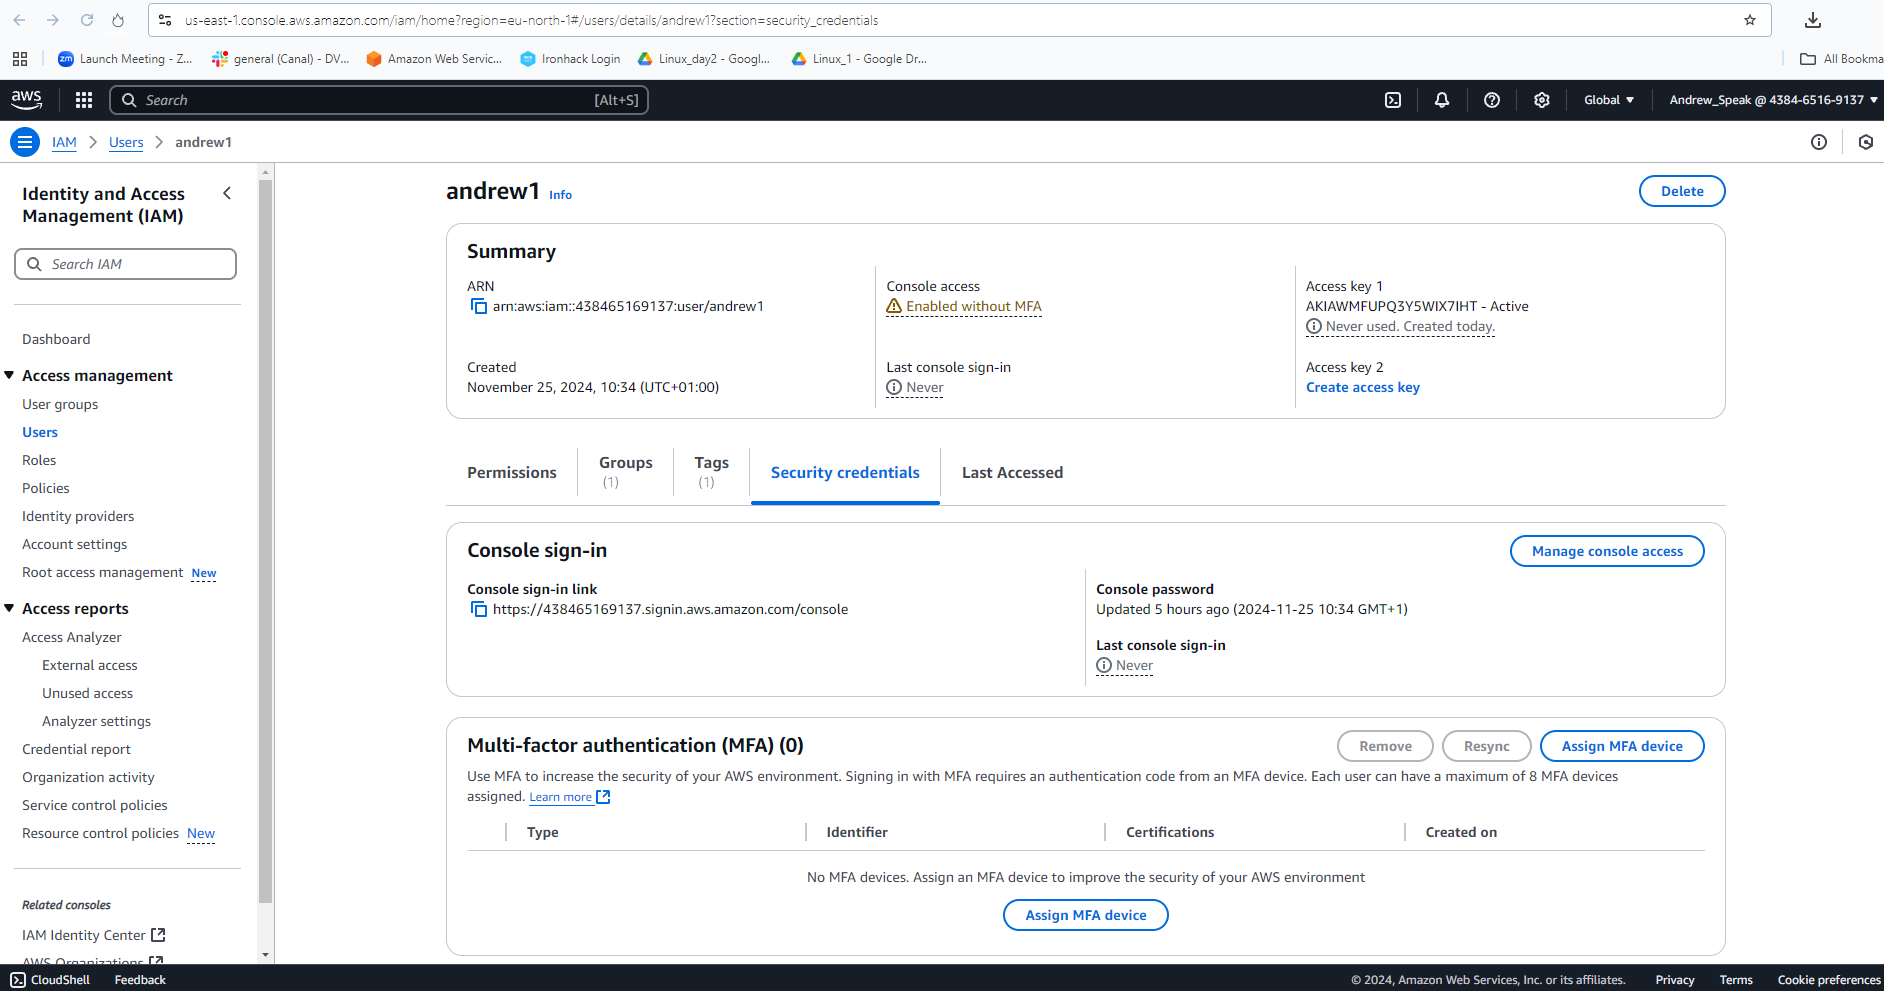 us-east-1.console.aws.amazon.com/iam/home?region=eu-north-1#/users/details/andrew1?section=security_credentials
zm Launch Meeting - Z... general (Canal) - DV... Amazon Web Servic... Ironhack Login Linux_day2 - Googl... Linux_1 - Google Dr... All Bookma
aws Search [Alt+S] Global Andrew_Speak @ 4384-6516-9137
IAM > Users > andrew1
Identity and Access
Management (IAM)
Search IAM
Dashboard
Access management
User groups
Users
Roles
Policies
Identity providers
Account settings
Root access management New
Access reports
Access Analyzer
External access
Unused access
Analyzer settings
Credential report
Organization activity
Service control policies
Resource control policies New
Related consoles
IAM Identity Center
AWS Organizations
andrew1 Info
Delete
Summary
ARN
arn:aws:iam::438465169137:user/andrew1
Created
November 25, 2024, 10:34 (UTC+01:00)
Console access
Enabled without MFA
Last console sign-in
Never
Access key 1
AKIAWMFUPQ3Y5WIX7IHT - Active
Never used. Created today.
Access key 2
Create access key
Permissions
Groups
(1)
Tags
(1)
Security credentials
Last Accessed
Console sign-in
Manage console access
Console sign-in link
https://438465169137.signin.aws.amazon.com/console
Console password
Updated 5 hours ago (2024-11-25 10:34 GMT+1)
Last console sign-in
Never
Multi-factor authentication (MFA) (0)
Remove
Resync
Assign MFA device
Use MFA to increase the security of your AWS environment. Signing in with MFA requires an authentication code from an MFA device. Each user can have a maximum of 8 MFA devices
assigned. Learn more
Type Identifier Certifications Created on
No MFA devices. Assign an MFA device to improve the security of your AWS environment
Assign MFA device
CloudShell Feedback © 2024, Amazon Web Services, Inc. or its affiliates. Privacy Terms Cookie preferences